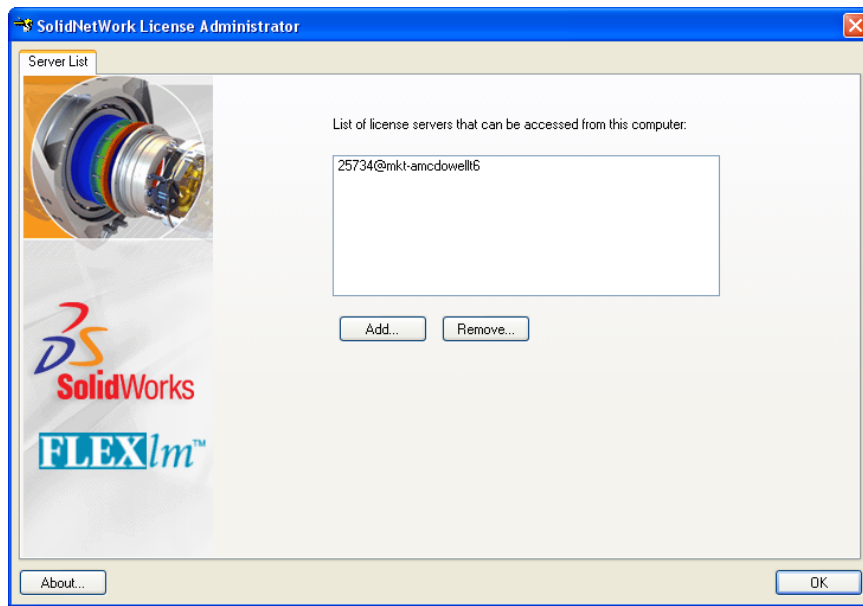 SolidNetWork License Administrator
Server List
List of license servers that can be accessed from this computer:
25734@mkt-amcdowellt6
Add...
Remove...
DS
SolidWorks
FLEXlm™
About...
OK